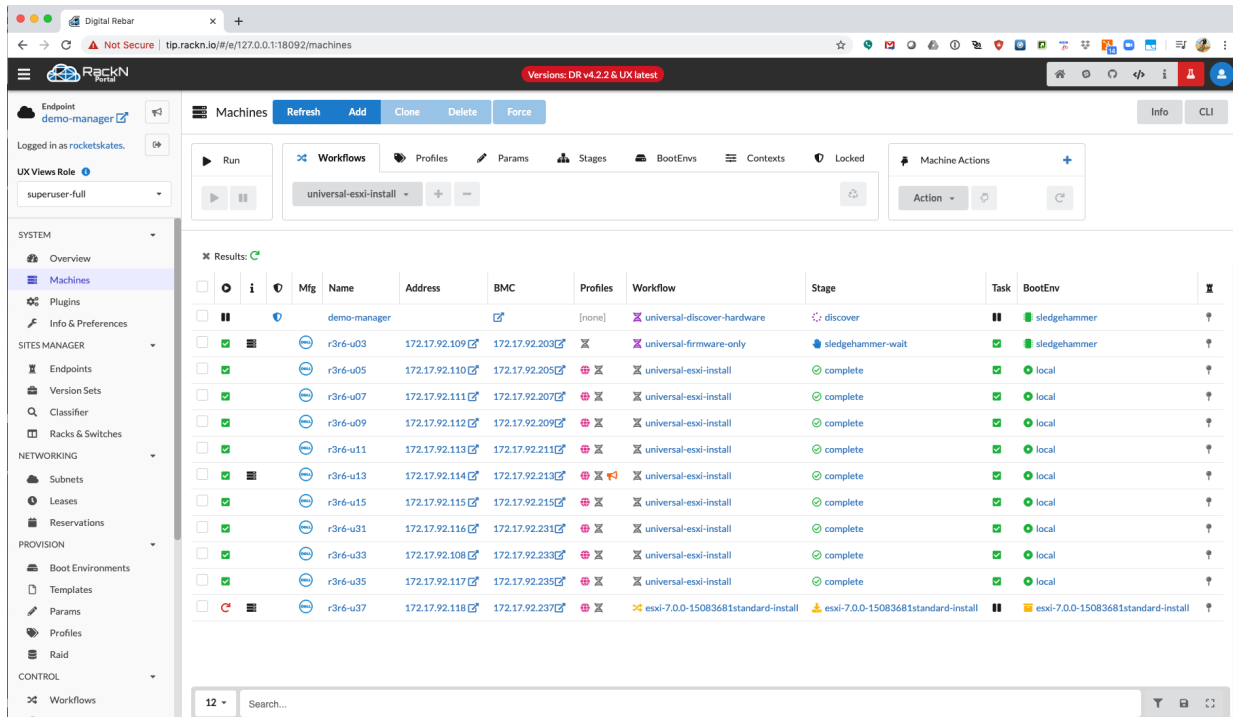 Digital Rebar
Not Secure | tip.rackn.io/#/e/127.0.0.1:18092/machines
14
RackN
Portal
Versions: DR v4.2.2 & UX latest
Endpoint
demo-manager
Logged in as rocketskates.
UX Views Role
superuser-full
SYSTEM
Overview
Machines
Plugins
Info & Preferences
SITES MANAGER
Endpoints
Version Sets
Classifier
Racks & Switches
NETWORKING
Subnets
Leases
Reservations
PROVISION
Boot Environments
Templates
Params
Profiles
Raid
CONTROL
Workflows
Machines Refresh Add Clone Delete Force Info CLI
Run
Workflows Profiles Params Stages BootEnvs Contexts Locked
universal-esxi-install
Machine Actions
Action
Results:
Mfg Name Address BMC Profiles Workflow Stage Task BootEnv
demo-manager [none] universal-discover-hardware discover sledgehammer
DELL r3r6-u03 172.17.92.109 172.17.92.203 universal-firmware-only sledgehammer-wait sledgehammer
DELL r3r6-u05 172.17.92.110 172.17.92.205 universal-esxi-install complete local
DELL r3r6-u07 172.17.92.111 172.17.92.207 universal-esxi-install complete local
DELL r3r6-u09 172.17.92.112 172.17.92.209 universal-esxi-install complete local
DELL r3r6-u11 172.17.92.113 172.17.92.211 universal-esxi-install complete local
DELL r3r6-u13 172.17.92.114 172.17.92.213 universal-esxi-install complete local
DELL r3r6-u15 172.17.92.115 172.17.92.215 universal-esxi-install complete local
DELL r3r6-u31 172.17.92.116 172.17.92.231 universal-esxi-install complete local
DELL r3r6-u33 172.17.92.108 172.17.92.233 universal-esxi-install complete local
DELL r3r6-u35 172.17.92.117 172.17.92.235 universal-esxi-install complete local
DELL r3r6-u37 172.17.92.118 172.17.92.237 esxi-7.0.0-15083681standard-install esxi-7.0.0-15083681standard-install esxi-7.0.0-15083681standard-install
12 Search...